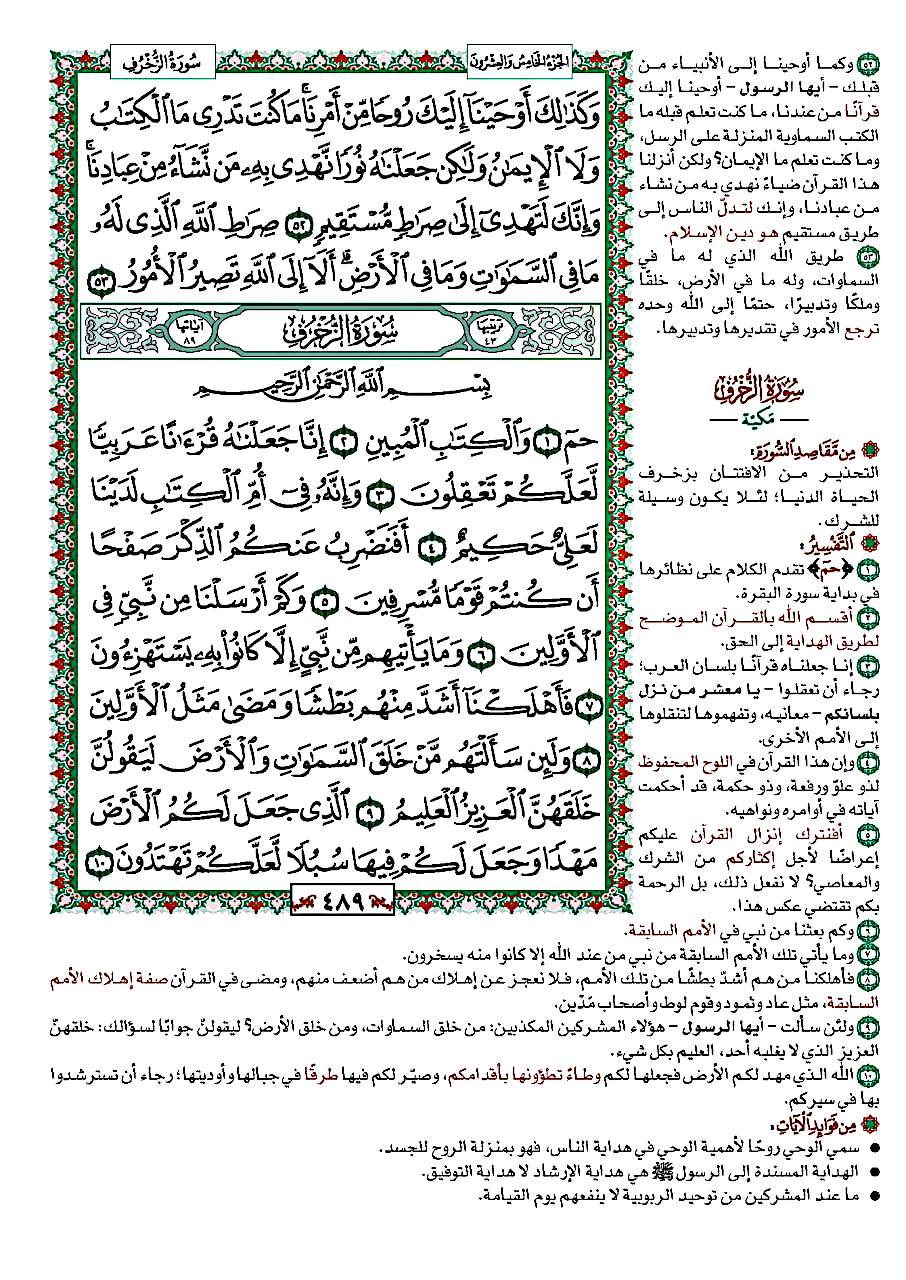 الجزء الخامس والعشرون
سورة الزخرف
وَكَذَٰلِكَ أَوْحَيْنَآ إِلَيْكَ رُوحًا مِّنْ أَمْرِنَا ۚ مَا كُنتَ تَدْرِى مَا ٱلْكِتَٰبُ
وَلَا ٱلْإِيمَٰنُ وَلَٰكِن جَعَلْنَٰهُ نُورًا نَّهْدِى بِهِۦ مَن نَّشَآءُ مِنْ عِبَادِنَا ۚ
وَإِنَّكَ لَتَهْدِىٓ إِلَىٰ صِرَٰطٍ مُّسْتَقِيمٍ ٥٢ صِرَٰطِ ٱللَّهِ ٱلَّذِى لَهُۥ
مَا فِى ٱلسَّمَٰوَٰتِ وَمَا فِى ٱلْأَرْضِ ۗ أَلَآ إِلَى ٱللَّهِ تَصِيرُ ٱلْأُمُورُ ٥٣
ترتيبها ٤٣ سُورَةُ الزُّخْرُفِ آياتها ٨٩
بِسْمِ ٱللَّهِ ٱلرَّحْمَٰنِ ٱلرَّحِيمِ
حمٓ ١ وَٱلْكِتَٰبِ ٱلْمُبِينِ ٢ إِنَّا جَعَلْنَٰهُ قُرْءَٰنًا عَرَبِيًّا
لَّعَلَّكُمْ تَعْقِلُونَ ٣ وَإِنَّهُۥ فِىٓ أُمِّ ٱلْكِتَٰبِ لَدَيْنَا
لَعَلِىٌّ حَكِيمٌ ٤ أَفَنَضْرِبُ عَنكُمُ ٱلذِّكْرَ صَفْحًا
أَن كُنتُمْ قَوْمًا مُّسْرِفِينَ ٥ وَكَمْ أَرْسَلْنَا مِن نَّبِىٍّ فِى
ٱلْأَوَّلِينَ ٦ وَمَا يَأْتِيهِم مِّن نَّبِىٍّ إِلَّا كَانُوا۟ بِهِۦ يَسْتَهْزِءُونَ
٧ فَأَهْلَكْنَآ أَشَدَّ مِنْهُم بَطْشًا وَمَضَىٰ مَثَلُ ٱلْأَوَّلِينَ
٨ وَلَئِن سَأَلْتَهُم مَّنْ خَلَقَ ٱلسَّمَٰوَٰتِ وَٱلْأَرْضَ لَيَقُولُنَّ
خَلَقَهُنَّ ٱلْعَزِيزُ ٱلْعَلِيمُ ٩ ٱلَّذِى جَعَلَ لَكُمُ ٱلْأَرْضَ
مَهْدًا وَجَعَلَ لَكُمْ فِيهَا سُبُلًا لَّعَلَّكُمْ تَهْتَدُونَ ١٠
٤٨٩
٥٢ وكما أوحينا إلى الأنبياء من
قبلك - أيها الرسول - أوحينا إليك
قرآنًا من عندنا، ما كنت تعلم قبله ما
الكتب السماوية المنزلة على الرسل،
وما كنت تعلم ما الإيمان؟ ولكن أنزلنا
هذا القرآن ضياءً نهدي به من نشاء
من عبادنا، وإنك لتدلّ الناس إلى
طريق مستقيم هو دين الإسلام.
٥٣ طريق الله الذي له ما في
السماوات، وله ما في الأرض، خلقًا
وملكًا وتدبيرًا، حتمًا إلى الله وحده
ترجع الأمور في تقديرها وتدبيرها.
سُورَةُ الزُّخْرُفِ
— مَكيّة —
مِن مَّقَاصِدِ السُّورَةِ:
التحذير من الافتتان بزخرف
الحياة الدنيا؛ لئلا يكون وسيلة
للشرك.
التَّفْسِيرُ:
١ ﴿حمٓ﴾ تقدم الكلام على نظائرها
في بداية سورة البقرة.
٢ أقسم الله بالقرآن الموضح
لطريق الهداية إلى الحق.
٣ إنا جعلناه قرآنًا بلسان العرب؛
رجاء أن تعقلوا - يا معشر من نزل
بلسانكم - معانيه، وتفهموها لتنقلوها
إلى الأمم الأخرى.
٤ وإن هذا القرآن في اللوح المحفوظ
لذو علوّ ورفعة، وذو حكمة، قد أحكمت
آياته في أوامره ونواهيه.
٥ أفنترك إنزال القرآن عليكم
إعراضًا لأجل إكثاركم من الشرك
والمعاصي؟ لا نفعل ذلك، بل الرحمة
بكم تقتضي عكس هذا.
٦ وكم بعثنا من نبي في الأمم السابقة.
٧ وما يأتي تلك الأمم السابقة من نبي من عند الله إلا كانوا منه يسخرون.
٨ فأهلكنا من هم أشدّ بطشًا من تلك الأمم، فلا نعجز عن إهلاك من هم أضعف منهم، ومضى في القرآن صفة إهلاك الأمم
السابقة، مثل عاد وثمود وقوم لوط وأصحاب مَدْين.
٩ ولئن سألت - أيها الرسول - هؤلاء المشركين المكذبين: من خلق السماوات، ومن خلق الأرض؟ ليقولنّ جوابًا لسؤالك: خلقهنّ
العزيز الذي لا يغلبه أحد، العليم بكل شيء.
١٠ الله الذي مهد لكم الأرض فجعلها لكم وطاءً تطؤونها بأقدامكم، وصيّر لكم فيها طرقًا في جبالها وأوديتها؛ رجاء أن تسترشدوا
بها في سيركم.
مِن فَوَائِدِ الْآيَاتِ:
● سمي الوحي روحًا لأهمية الوحي في هداية الناس، فهو بمنزلة الروح للجسد.
● الهداية المسندة إلى الرسول ﷺ هي هداية الإرشاد لا هداية التوفيق.
● ما عند المشركين من توحيد الربوبية لا ينفعهم يوم القيامة.